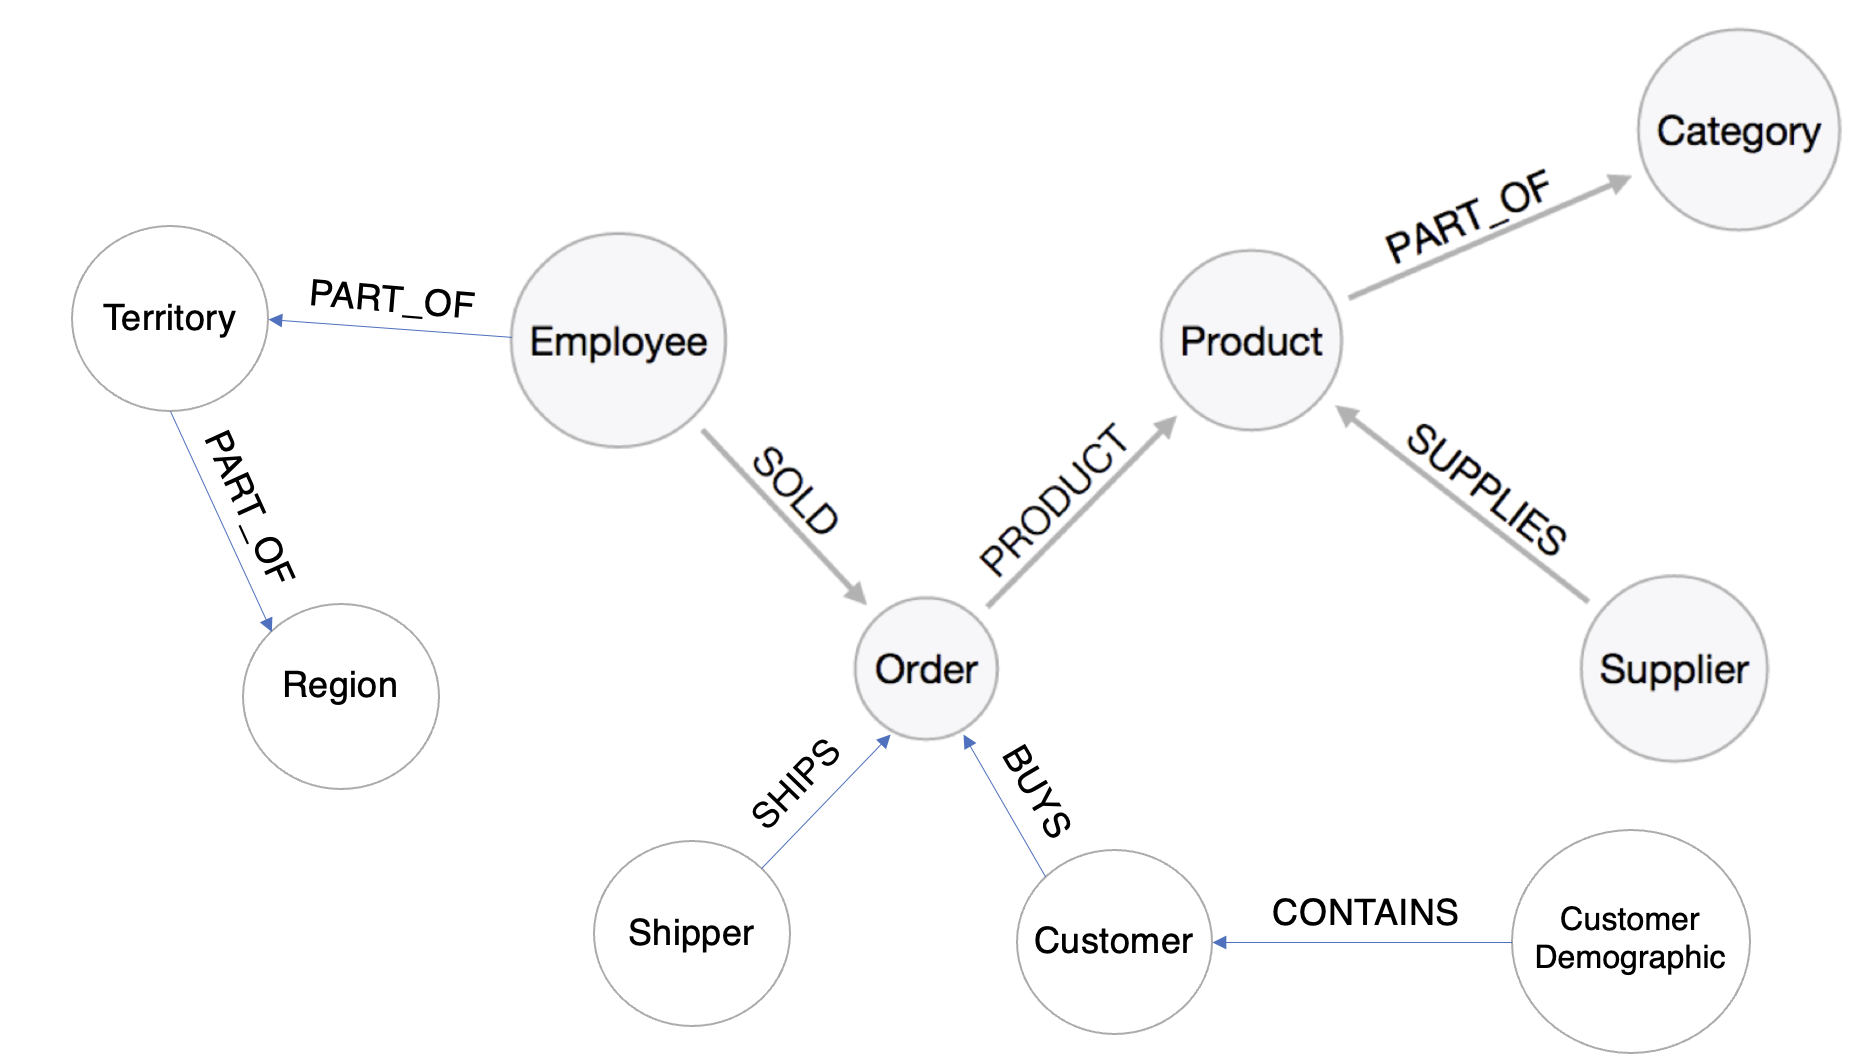 Category
PART_OF
Territory
PART_OF
Employee
Product
PART_OF
SOLD
PRODUCT
SUPPLIES
Region
Order
Supplier
SHIPS
BUYS
Shipper
Customer
CONTAINS
Customer
Demographic